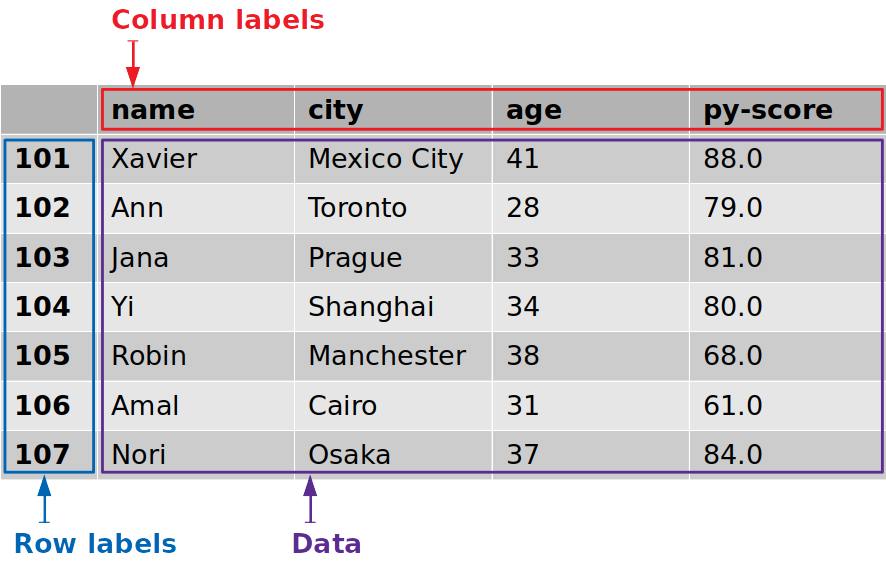 Column labels
name city age py-score
101 Xavier Mexico City 41 88.0
102 Ann Toronto 28 79.0
103 Jana Prague 33 81.0
104 Yi Shanghai 34 80.0
105 Robin Manchester 38 68.0
106 Amal Cairo 31 61.0
107 Nori Osaka 37 84.0
Row labels Data